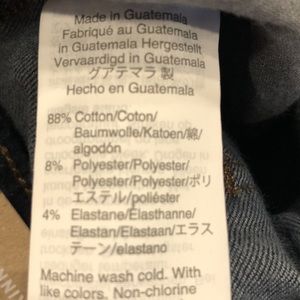 Made in Guatemala
Fabriqué au Guatemala
in Guatemala Hergestellt
Vervaardigd in Guatemala
グアテマラ製
Hecho en Guatemala
88% Cotton/Coton/
Baumwolle/Katoen/綿/
algodón
8% Polyester/Polyester/
Polyester/Polyester/ポリ
エステル/poliéster
4% Elastane/Élasthanne/
Elastan/Elastaan/エラス
テーン/elastano
Machine wash cold. With
like colors. Non-chlorine